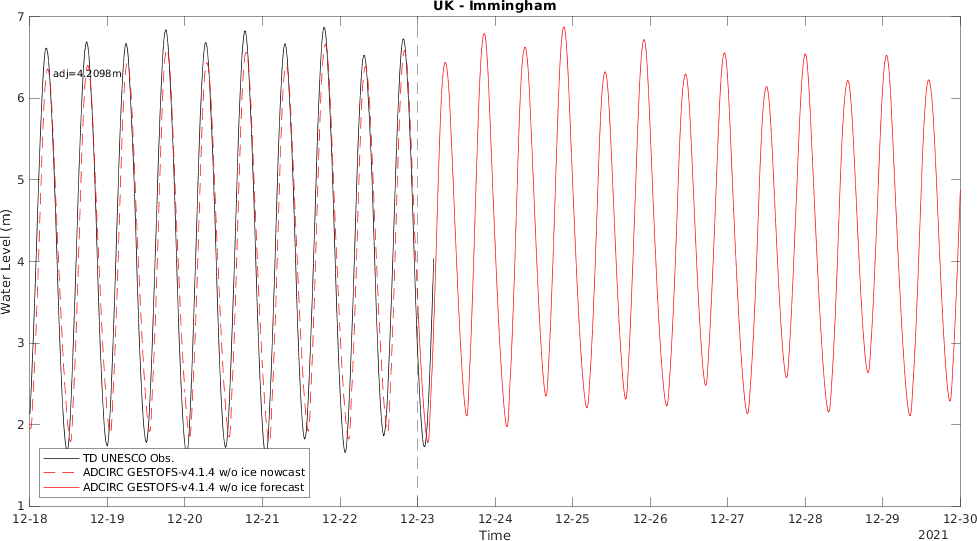 UK - Immingham
7
6
5
4
3
2
1
Water Level (m)
adj=4.2098m
TD UNESCO Obs.
ADCIRC GESTOFS-v4.1.4 w/o ice nowcast
ADCIRC GESTOFS-v4.1.4 w/o ice forecast
12-18 12-19 12-20 12-21 12-22 12-23 12-24 12-25 12-26 12-27 12-28 12-29 12-30
Time
2021